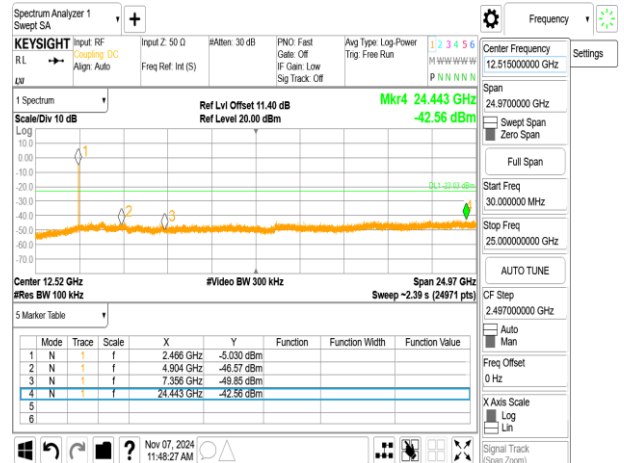 Spectrum Analyzer 1
Swept SA
+
Frequency
KEYSIGHT
RL
Input: RF
Coupling: DC
Align: Auto
Input Z: 50 Ω
Freq Ref: Int (S)
#Atten: 30 dB
PNO: Fast
Gate: Off
IF Gain: Low
Sig Track: Off
Avg Type: Log-Power
Trig: Free Run
1 2 3 4 5 6
M W W W W W
P N N N N N
1 Spectrum
Scale/Div 10 dB
Ref Lvl Offset 11.40 dB
Ref Level 20.00 dBm
Mkr4 24.443 GHz
-42.56 dBm
Log
10.0
0.00
-10.0
-20.0
-30.0
-40.0
-50.0
-60.0
-70.0
1
2
3
DL1 -23.03 dBm
Center 12.52 GHz
#Res BW 100 kHz
#Video BW 300 kHz
Span 24.97 GHz
Sweep ~2.39 s (24971 pts)
5 Marker Table
Mode Trace Scale X Y Function Function Width Function Value
1 N 1 f 2.466 GHz -5.030 dBm
2 N 1 f 4.904 GHz -46.57 dBm
3 N 1 f 7.356 GHz -49.85 dBm
4 N 1 f 24.443 GHz -42.56 dBm
5
6
?
Nov 07, 2024
11:48:27 AM
Settings
Center Frequency
12.515000000 GHz
Span
24.9700000 GHz
Swept Span
Zero Span
Full Span
Start Freq
30.000000 MHz
Stop Freq
25.000000000 GHz
AUTO TUNE
CF Step
2.497000000 GHz
Auto
Man
Freq Offset
0 Hz
X Axis Scale
Log
Lin
Signal Track
(Span Zoom)